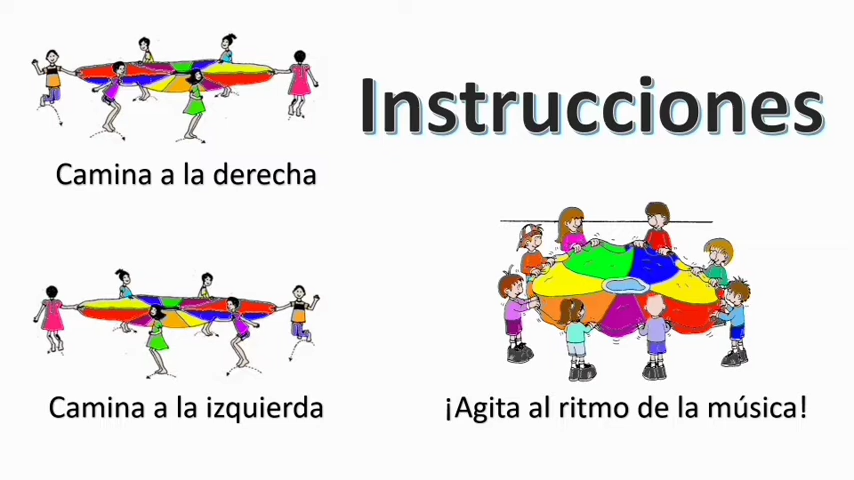 Instrucciones
Camina a la derecha
Camina a la izquierda
¡Agita al ritmo de la música!